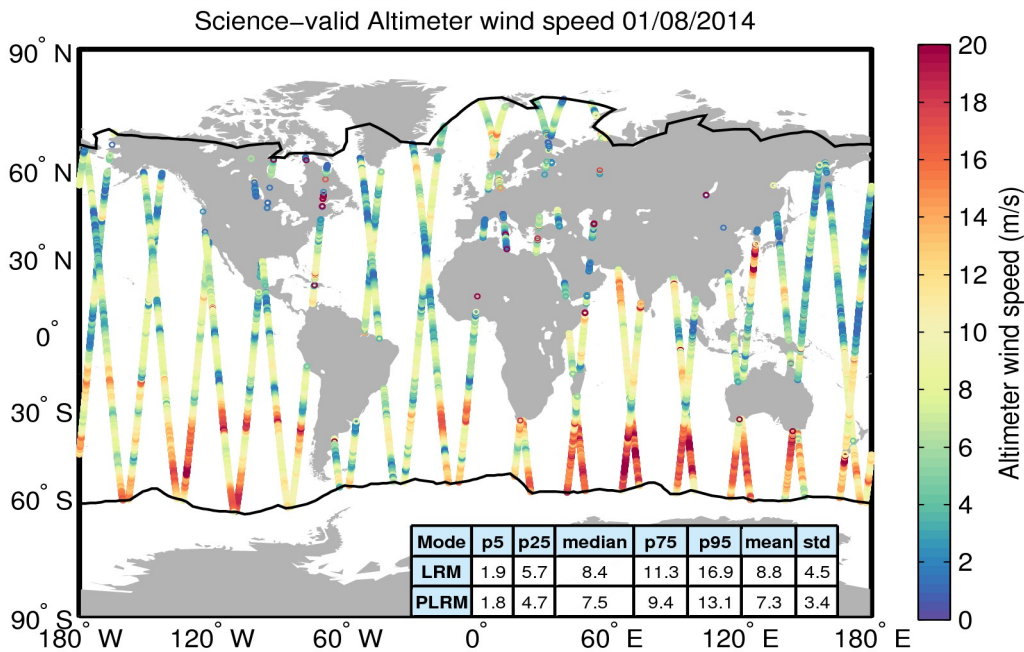 Science−valid Altimeter wind speed 01/08/2014
90° N
60° N
30° N
0°
30° S
60° S
90° S
180° W
120° W
60° W
0°
60° E
120° E
180° E
Mode p5 p25 median p75 p95 mean std
LRM 1.9 5.7 8.4 11.3 16.9 8.8 4.5
PLRM 1.8 4.7 7.5 9.4 13.1 7.3 3.4
20
18
16
14
12
10
8
6
4
2
0
Altimeter wind speed (m/s)